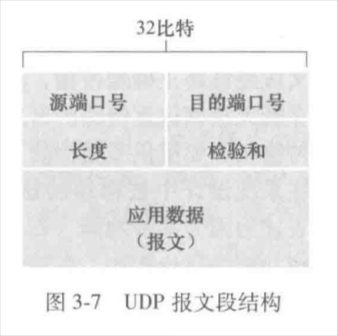 32比特
源端口号 目的端口号
长度 检验和
应用数据
（报文）
图 3-7 UDP 报文段结构